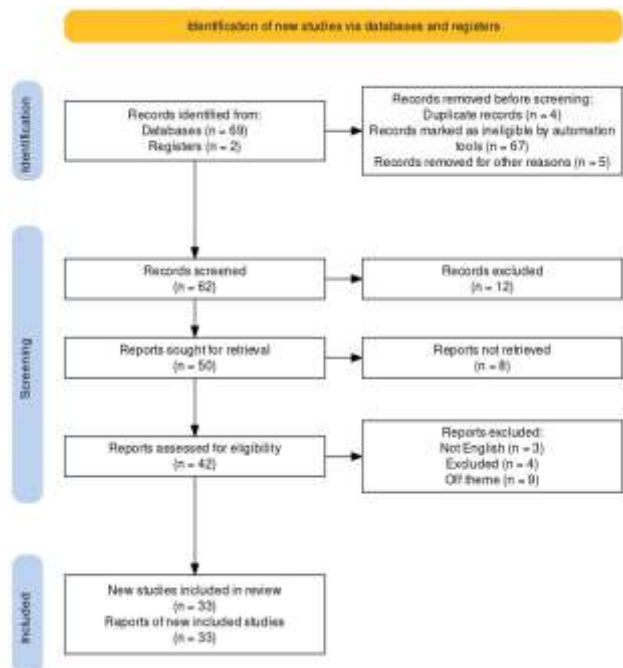 Identification of new studies via databases and registers
Identification
Records identified from:
Databases (n = 69)
Registers (n = 2)
Records removed before screening:
Duplicate records (n = 4)
Records marked as ineligible by automation
tools (n = 67)
Records removed for other reasons (n = 5)
Screening
Records screened
(n = 62)
Records excluded
(n = 12)
Reports sought for retrieval
(n = 50)
Reports not retrieved
(n = 8)
Reports assessed for eligibility
(n = 42)
Reports excluded:
Not English (n = 3)
Excluded (n = 4)
Off theme (n = 9)
Included
New studies included in review
(n = 33)
Reports of new included studies
(n = 33)